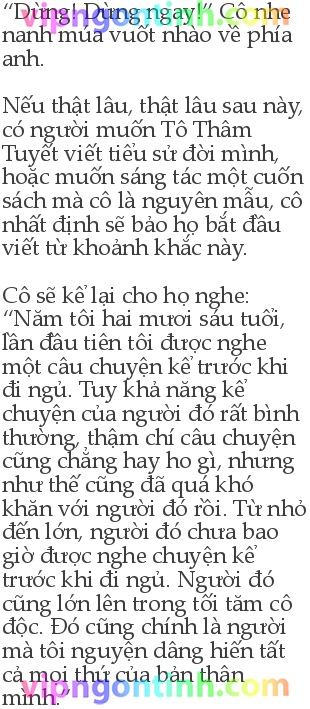 “Dừng! Dừng ngay!” Cô nhe
nanh múa vuốt nhào về phía
anh.
Nếu thật lâu, thật lâu sau này,
có người muốn Tô Thâm
Tuyết viết tiểu sử đời mình,
hoặc muốn sáng tác một cuốn
sách mà cô là nguyên mẫu, cô
nhất định sẽ bảo họ bắt đầu
viết từ khoảnh khắc này.
Cô sẽ kể lại cho họ nghe:
“Năm tôi hai mươi sáu tuổi,
lần đầu tiên tôi được nghe
một câu chuyện kể trước khi
đi ngủ. Tuy khả năng kể
chuyện của người đó rất bình
thường, thậm chí câu chuyện
cũng chẳng hay ho gì, nhưng
như thế cũng đã quá khó
khăn với người đó rồi. Từ nhỏ
đến lớn, người đó chưa bao
giờ được nghe chuyện kể
trước khi đi ngủ. Người đó
cũng lớn lên trong tối tăm cô
độc. Đó cũng chính là người
mà tôi nguyện dâng hiến tất
cả mọi thứ của bản thân
mình.”
vipngontinh.com
vipngontinh.com